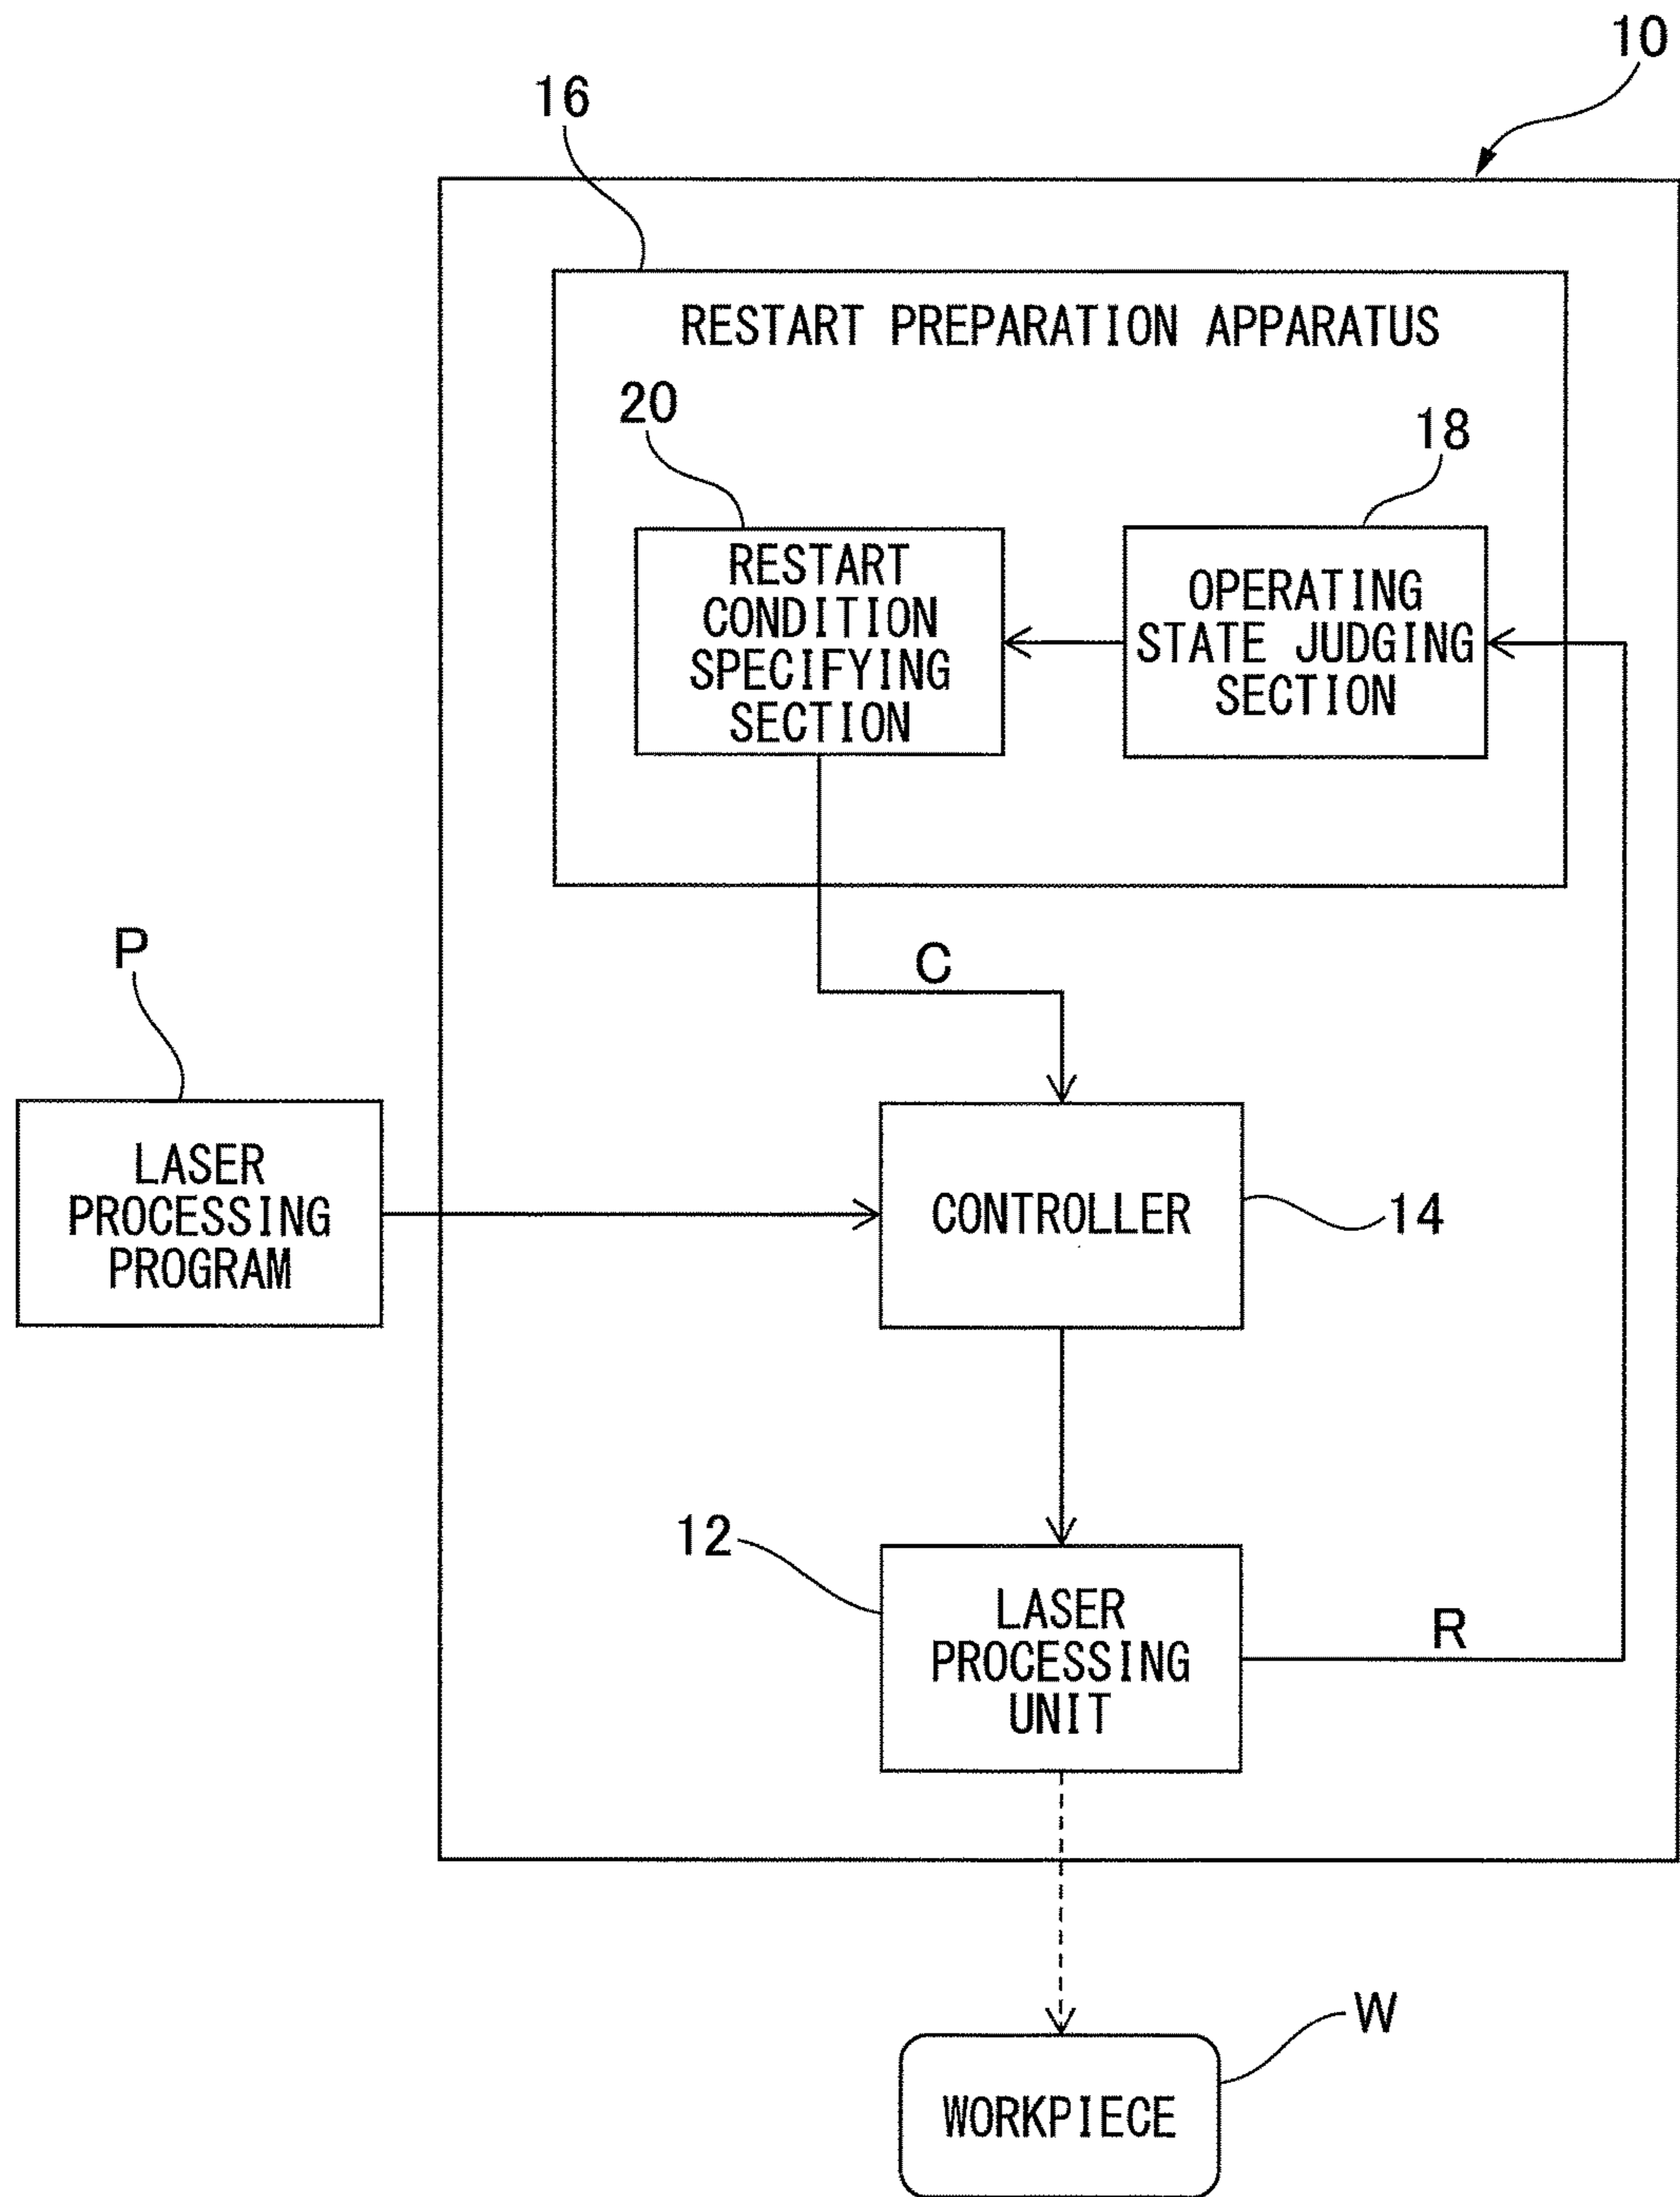 10
16
RESTART PREPARATION APPARATUS
20
18
RESTART
CONDITION
SPECIFYING
SECTION
OPERATING
STATE JUDGING
SECTION
P
C
LASER
PROCESSING
PROGRAM
CONTROLLER
14
12
LASER
PROCESSING
UNIT
R
W
WORKPIECE